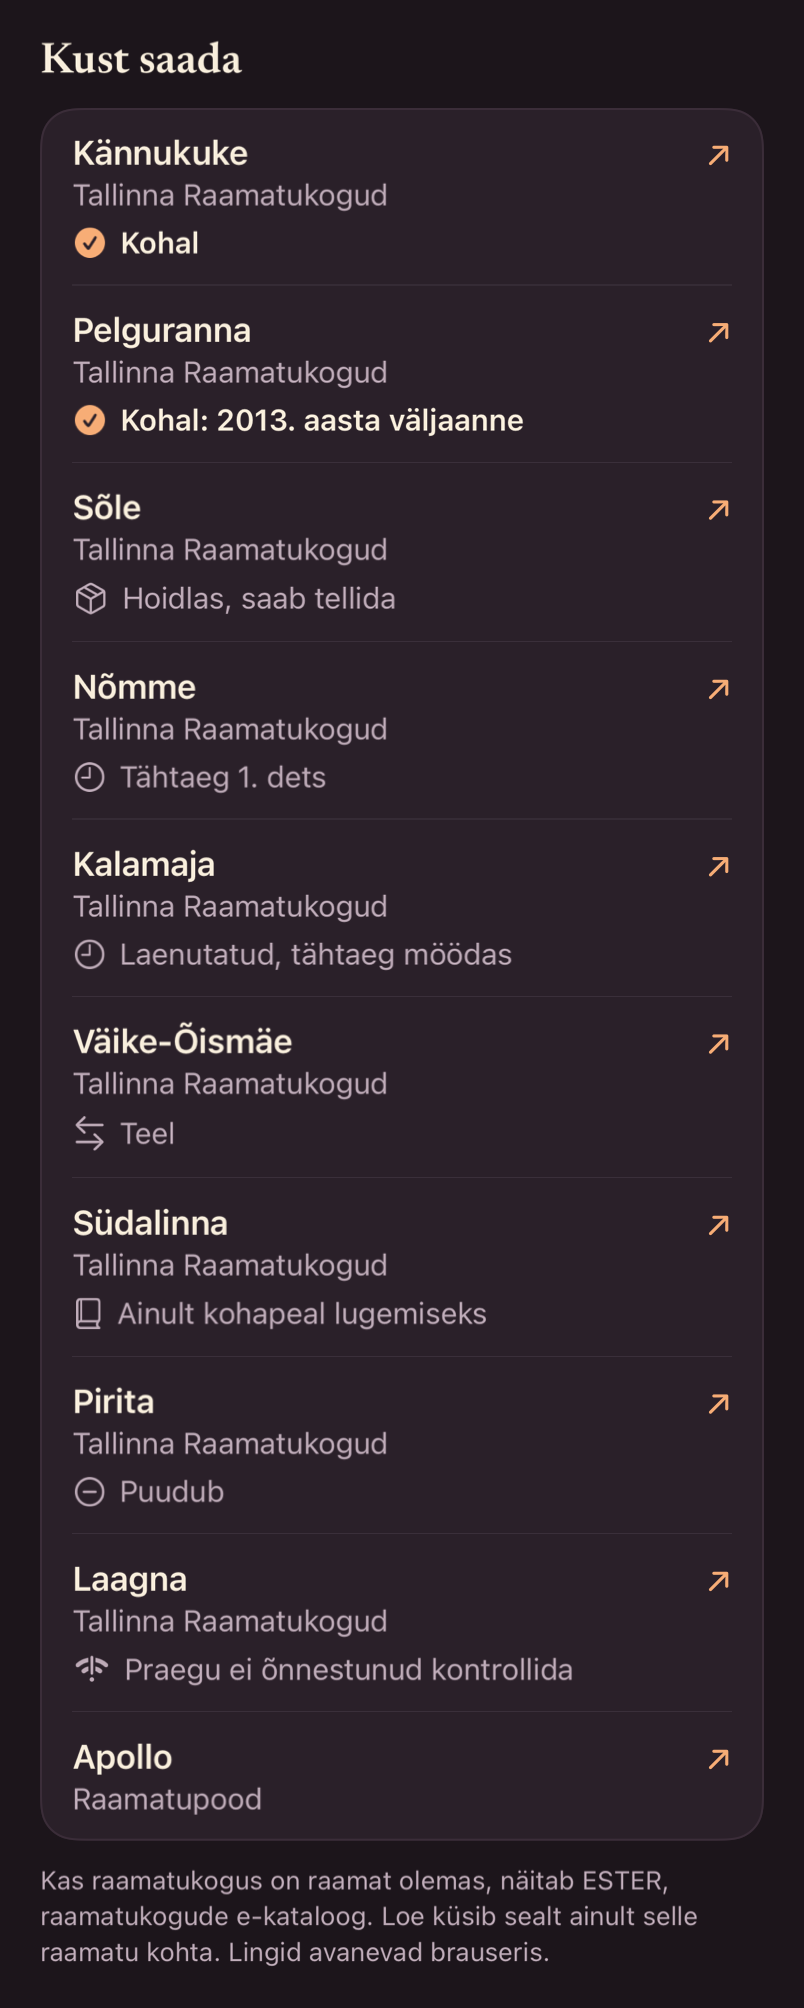 Kust saada
Kännukuke
Tallinna Raamatukogud
Kohal
Pelguranna
Tallinna Raamatukogud
Kohal: 2013. aasta väljaanne
Sõle
Tallinna Raamatukogud
Hoidlas, saab tellida
Nõmme
Tallinna Raamatukogud
Tähtaeg 1. dets
Kalamaja
Tallinna Raamatukogud
Laenutatud, tähtaeg möödas
Väike-Õismäe
Tallinna Raamatukogud
Teel
Südalinna
Tallinna Raamatukogud
Ainult kohapeal lugemiseks
Pirita
Tallinna Raamatukogud
Puudub
Laagna
Tallinna Raamatukogud
Praegu ei õnnestunud kontrollida
Apollo
Raamatupood
Kas raamatukogus on raamat olemas, näitab ESTER,
raamatukogude e-kataloog. Loe küsib sealt ainult selle
raamatu kohta. Lingid avanevad brauseris.